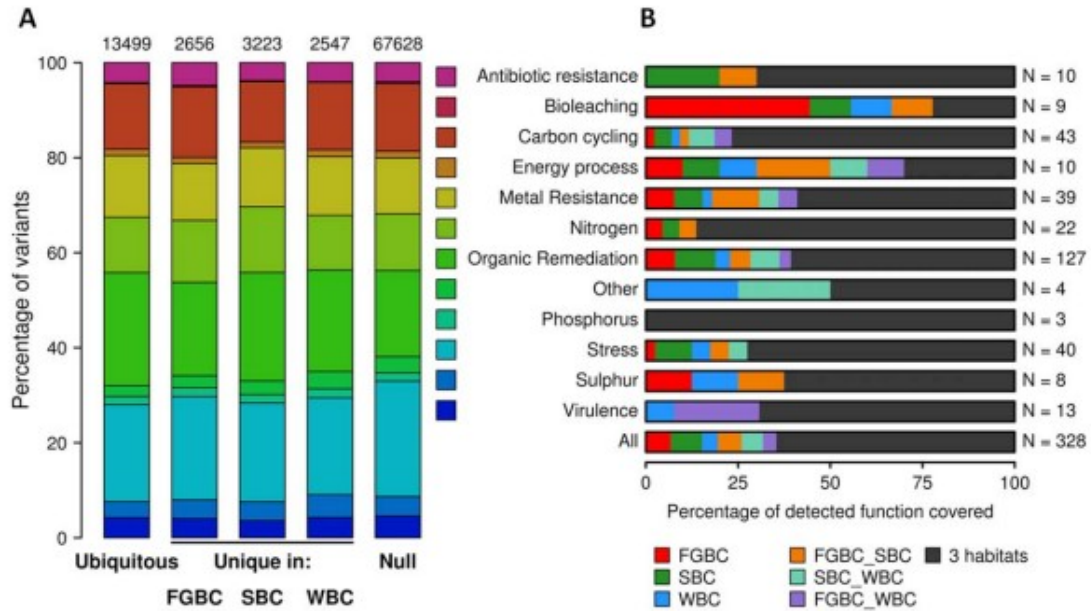 A
13499 2656 3223 2547 67628
100
80
60
40
20
0
Percentage of variants
Ubiquitous Unique in: Null
FGBC SBC WBC
B
Antibiotic resistance N = 10
Bioleaching N = 9
Carbon cycling N = 43
Energy process N = 10
Metal Resistance N = 39
Nitrogen N = 22
Organic Remediation N = 127
Other N = 4
Phosphorus N = 3
Stress N = 40
Sulphur N = 8
Virulence N = 13
All N = 328
0 25 50 75 100
Percentage of detected function covered
FGBC FGBC_SBC 3 habitats
SBC SBC_WBC
WBC FGBC_WBC